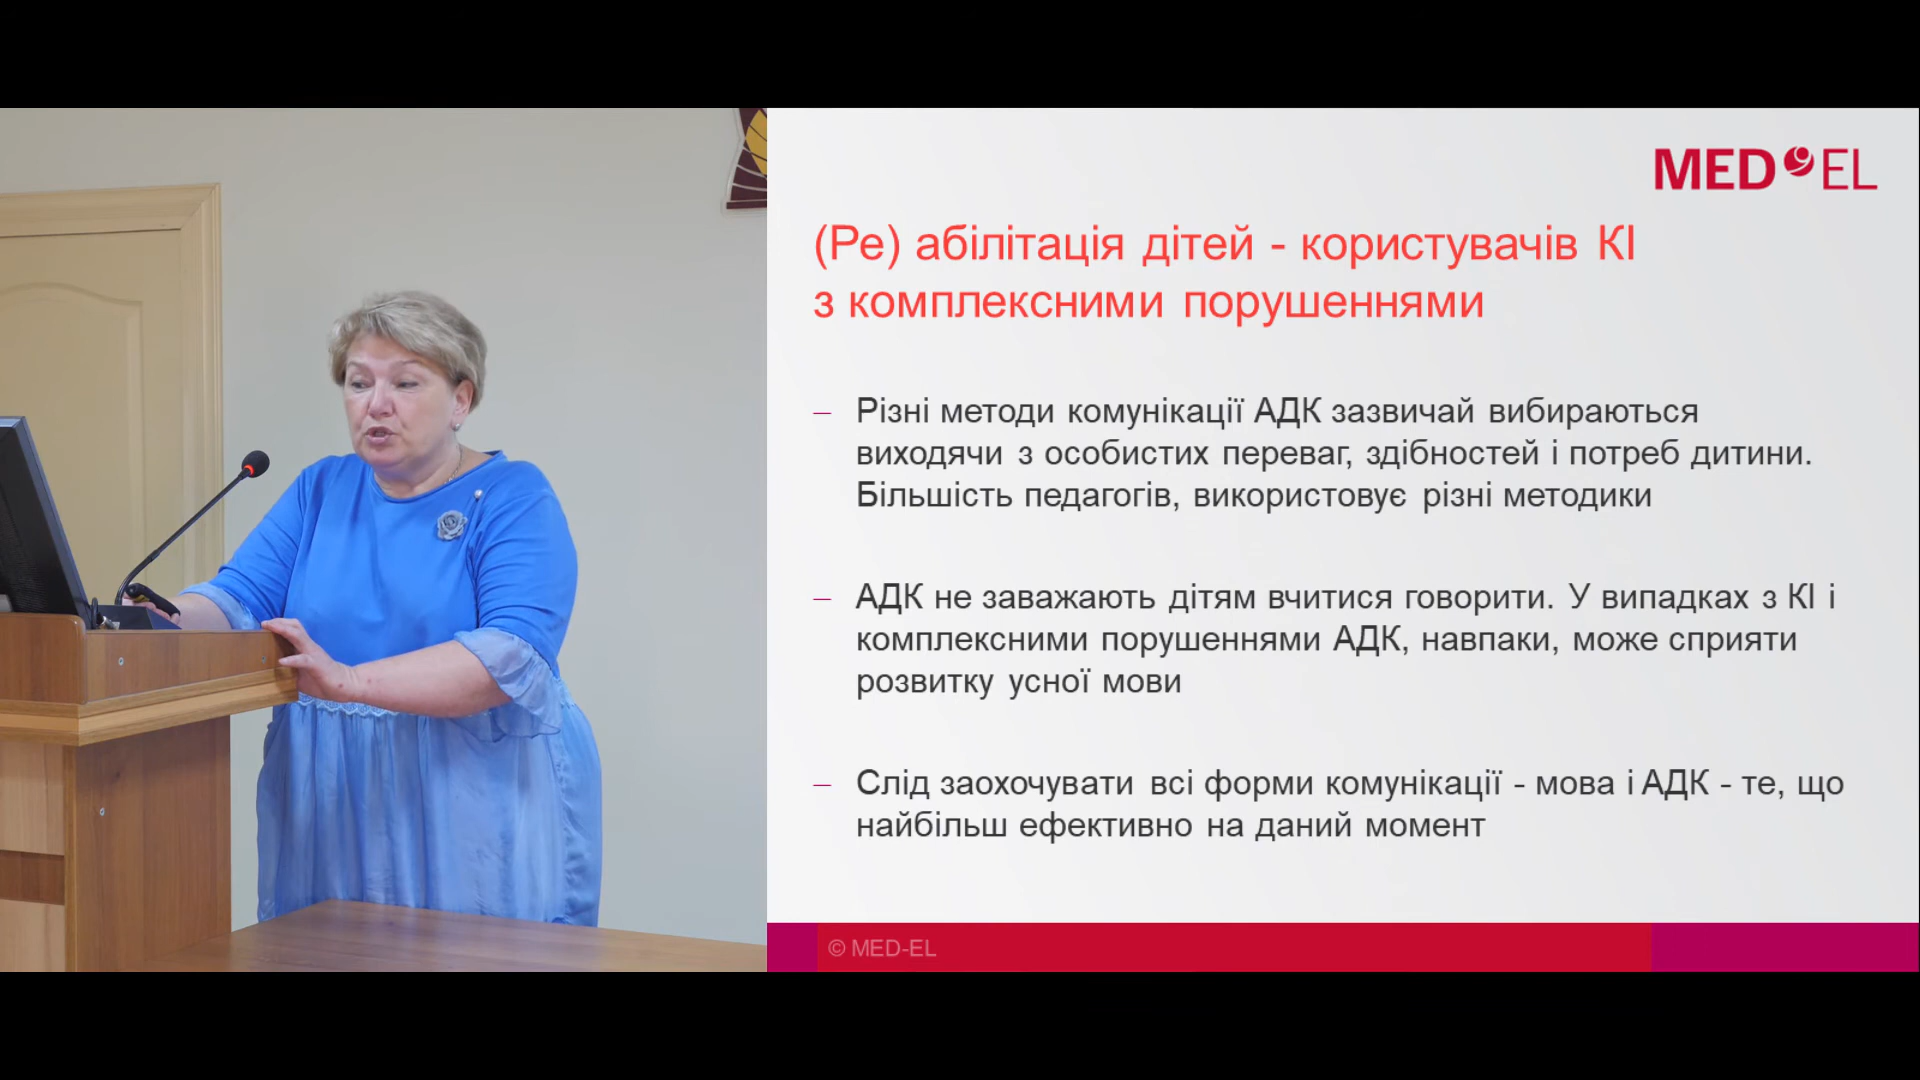 MED EL
(Ре) абілітація дітей - користувачів КІ
з комплексними порушеннями
– Різні методи комунікації АДК зазвичай вибираються
виходячи з особистих переваг, здібностей і потреб дитини.
Більшість педагогів, використовує різні методики
– АДК не заважають дітям вчитися говорити. У випадках з КІ і
комплексними порушеннями АДК, навпаки, може сприяти
розвитку усної мови
– Слід заохочувати всі форми комунікації - мова і АДК - те, що
найбільш ефективно на даний момент
© MED-EL